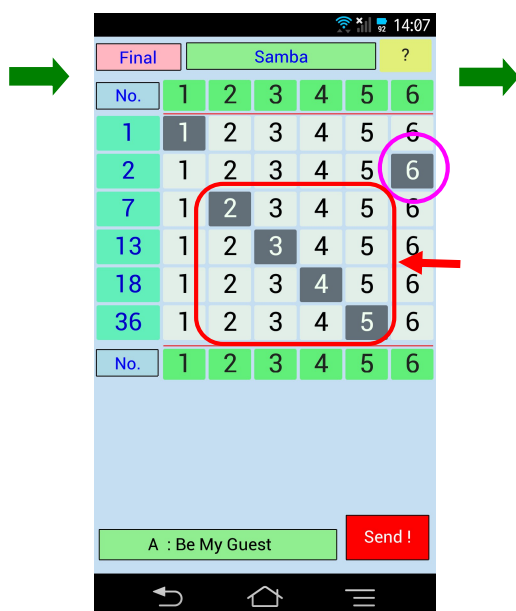 92 14:07
Final Samba ?
No. 1 2 3 4 5 6
1 1 2 3 4 5 6
2 1 2 3 4 5 6
7 1 2 3 4 5 6
13 1 2 3 4 5 6
18 1 2 3 4 5 6
36 1 2 3 4 5 6
No. 1 2 3 4 5 6
A : Be My Guest Send !